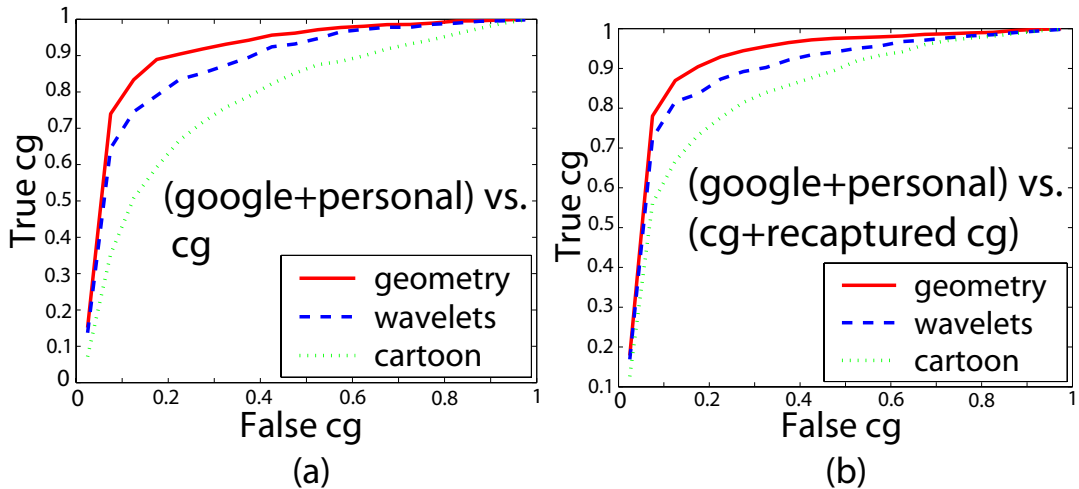 1
0.9
0.8
0.7
0.6
0.5
0.4
0.3
0.2
0.1
0
True cg
(google+personal) vs.
cg
geometry
wavelets
cartoon
0 0.2 0.4 0.6 0.8 1
False cg
(a)
1
0.9
0.8
0.7
0.6
0.5
0.4
0.3
0.2
0.1
True cg
(google+personal) vs.
(cg+recaptured cg)
geometry
wavelets
cartoon
0 0.2 0.4 0.6 0.8 1
False cg
(b)